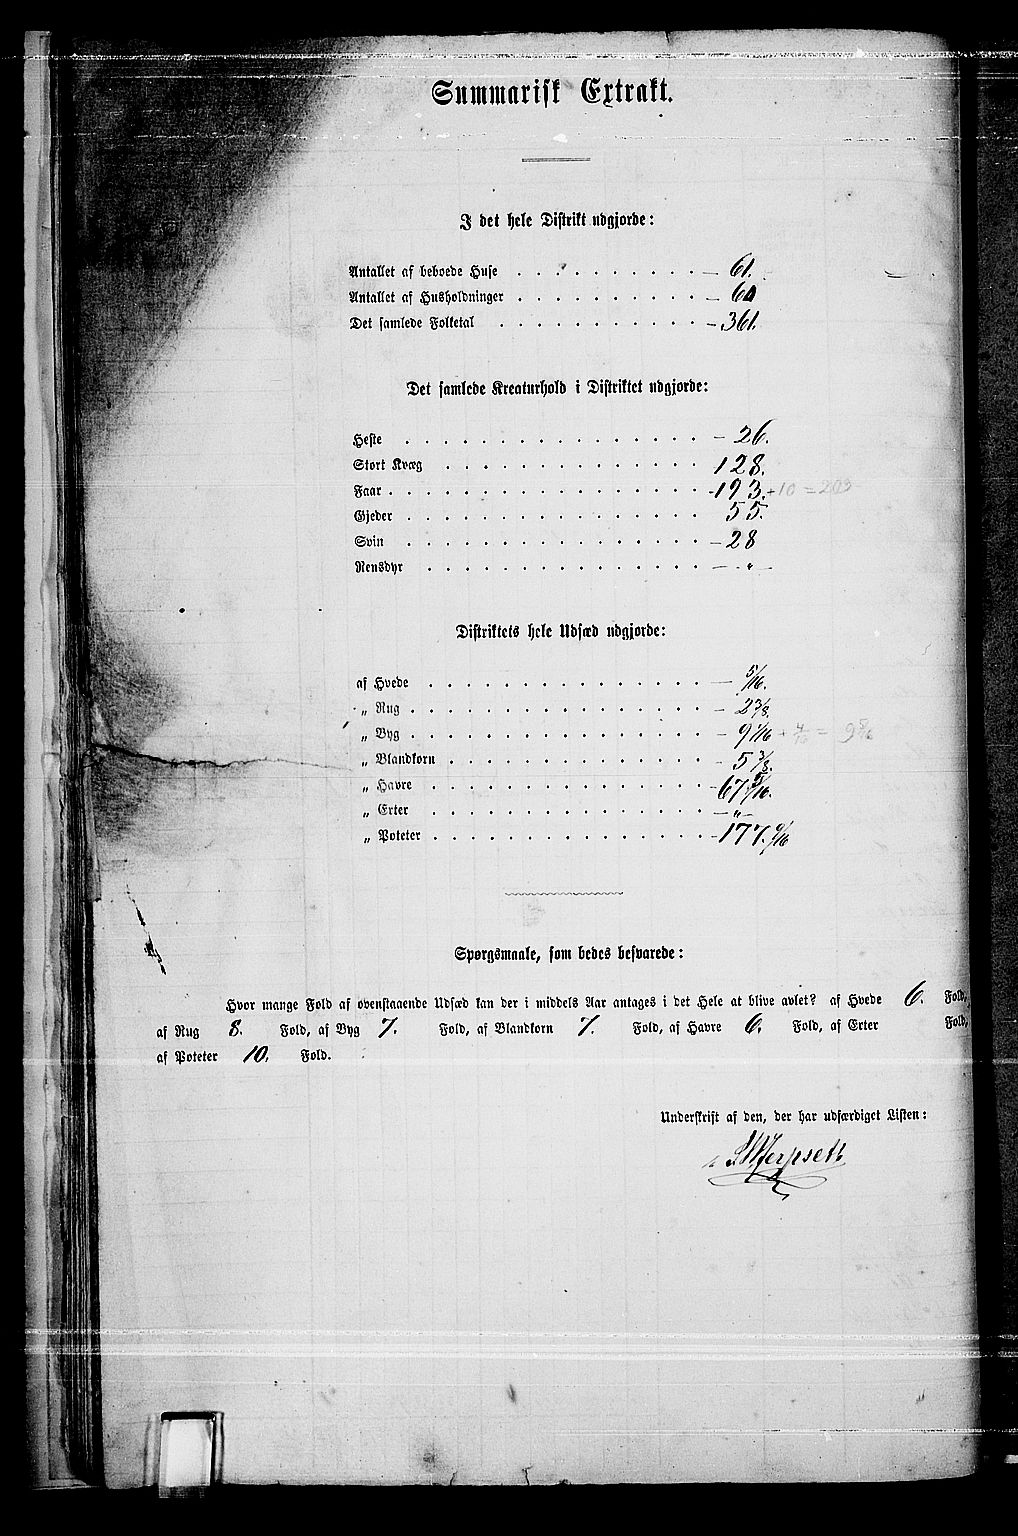 Summarisk Extrakt.
I det hele Distrikt udgjorde:
Antallet af beboede Huse . . . . . . . . . . — 61.
Antallet af Husholdninger . . . . . . . . . . — 60
Det samlede Folketal . . . . . . . . . . . — 361.
Det samlede Kreaturhold i Distriktet udgjorde:
Heste . . . . . . . . . . . . . . . . — 26.
Stort Kvæg . . . . . . . . . . . . . . 128.
Faar . . . . . . . . . . . . . . . . . — 193. + 10 = 203
Gjeder . . . . . . . . . . . . . . . . 55.
Svin . . . . . . . . . . . . . . . . — 28
Rensdyr . . . . . . . . . . . . . . . — „ —
Distriktets hele Udsæd udgjorde:
af Hvede . . . . . . . . . . . . . . . — 5/16.
„ Rug . . . . . . . . . . . . . . . . — 2 3/8.
„ Byg . . . . . . . . . . . . . . . . — 9 1/16
„ Blandkorn . . . . . . . . . . . . . . — 5 3/8.
„ Havre . . . . . . . . . . . . . . . — 67
„ Erter . . . . . . . . . . . . . . . — „ —
„ Poteter . . . . . . . . . . . . . . . — 177.
Spørgsmaale, som bedes besvarede:
Hvor mange Fold af ovenstaaende Udsæd kan der i middels Aar antages i det Hele at blive avlet? af Hvede 6. Fold,
af Rug 8. Fold, af Byg 7. Fold, af Blandkorn 7. Fold, af Havre 6. Fold, af Erter Fold,
af Poteter 10. Fold.
Underskrift af den, der har udfærdiget Listen: